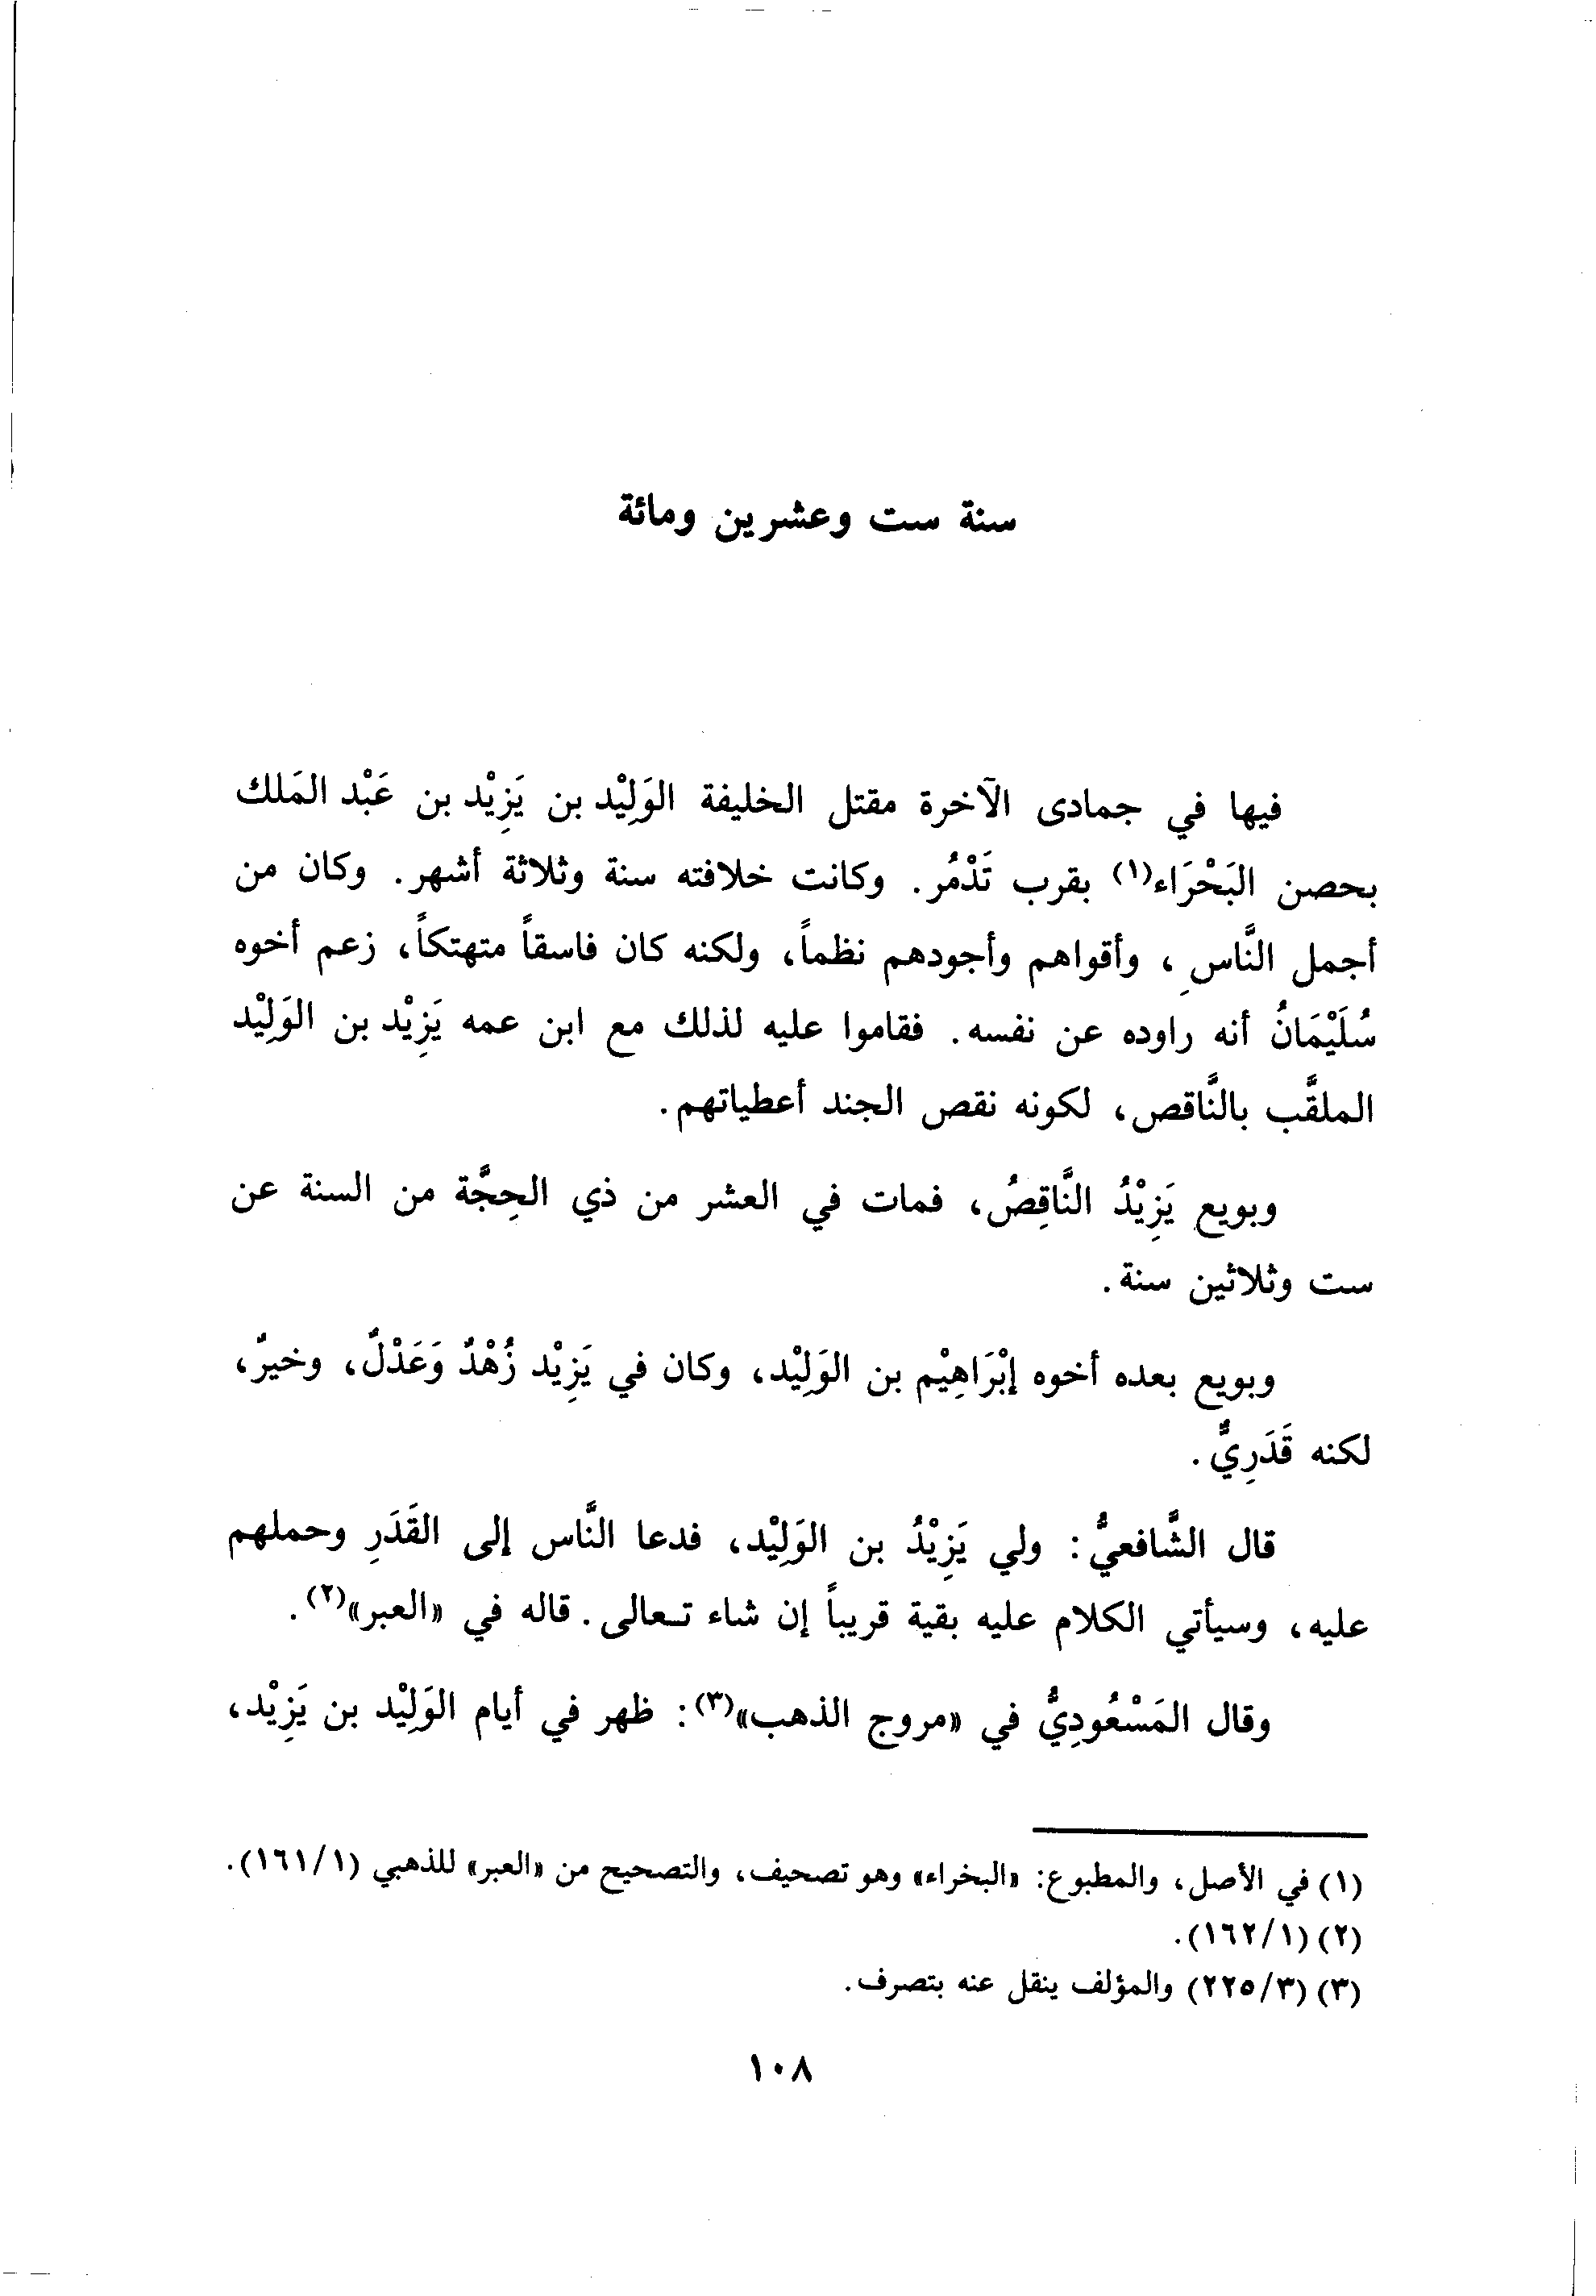 سنة ست وعشرين ومائة
فيها في جمادى الآخرة مقتل الخليفة الوَلِيْد بن يَزِيْد بن عَبْد المَلك
بحصن البَحْرَاء(١) بقرب تَدْمُر. وكانت خلافته سنة وثلاثة أشهر. وكان من
أجمل النَّاسِ، وأقواهم وأجودهم نظماً، ولكنه كان فاسقاً متهتكاً، زعم أخوه
سُلَيْمَانُ أنه راوده عن نفسه. فقاموا عليه لذلك مع ابن عمه يَزِيْد بن الوَلِيْد
الملقَّب بالنَّاقص، لكونه نقص الجند أعطياتهم.
وبويع يَزِيْدُ النَّاقِصُ، فمات في العشر من ذي الحِجَّة من السنة عن
ست وثلاثين سنة.
وبويع بعده أخوه إبْرَاهِيْم بن الوَلِيْد، وكان في يَزِيْد زُهْدٌ وَعَدْلٌ، وخيرٌ،
لكنه قَدَرِيٌّ.
قال الشَّافعيُّ: ولي يَزِيْدُ بن الوَلِيْد، فدعا النَّاس إلى القَدَرِ وحملهم
عليه، وسيأتي الكلام عليه بقية قريباً إن شاء تعالى. قاله في «العبر»(٢).
وقال المَسْعُودِيُّ في «مروج الذهب»(٣): ظهر في أيام الوَلِيْد بن يَزِيْد،
(١) في الأصل، والمطبوع: «البخراء» وهو تصحيف، والتصحيح من «العبر» للذهبي (١٦١/١).
(٢) (١٦٢/١).
(٣) (٢٢٥/٣) والمؤلف ينقل عنه بتصرف.
١٠٨